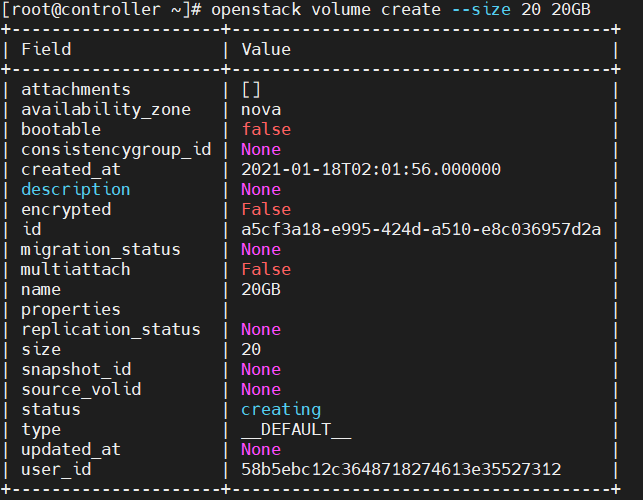 [root@controller ~]# openstack volume create --size 20 20GB
+---------------------+--------------------------------------+
| Field | Value |
+---------------------+--------------------------------------+
| attachments | [] |
| availability_zone | nova |
| bootable | false |
| consistencygroup_id | None |
| created_at | 2021-01-18T02:01:56.000000 |
| description | None |
| encrypted | False |
| id | a5cf3a18-e995-424d-a510-e8c036957d2a |
| migration_status | None |
| multiattach | False |
| name | 20GB |
| properties | |
| replication_status | None |
| size | 20 |
| snapshot_id | None |
| source_volid | None |
| status | creating |
| type | __DEFAULT__ |
| updated_at | None |
| user_id | 58b5ebc12c3648718274613e35527312 |
+---------------------+--------------------------------------+